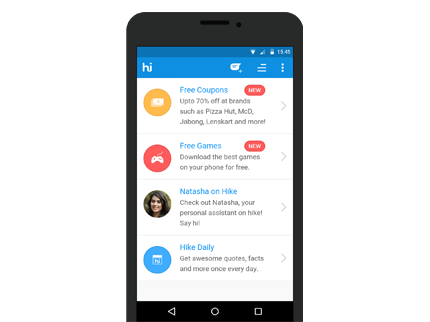 15:45
hi
Free Coupons NEW
Upto 70% off at brands
such as Pizza Hut, McD,
Jabong, Lenskart and more!
Free Games NEW
Download the best games
on your phone for free.
Natasha on Hike
Check out Natasha, your
personal assistant on hike!
Say hi!
Hike Daily
Get awesome quotes, facts
and more once every day.